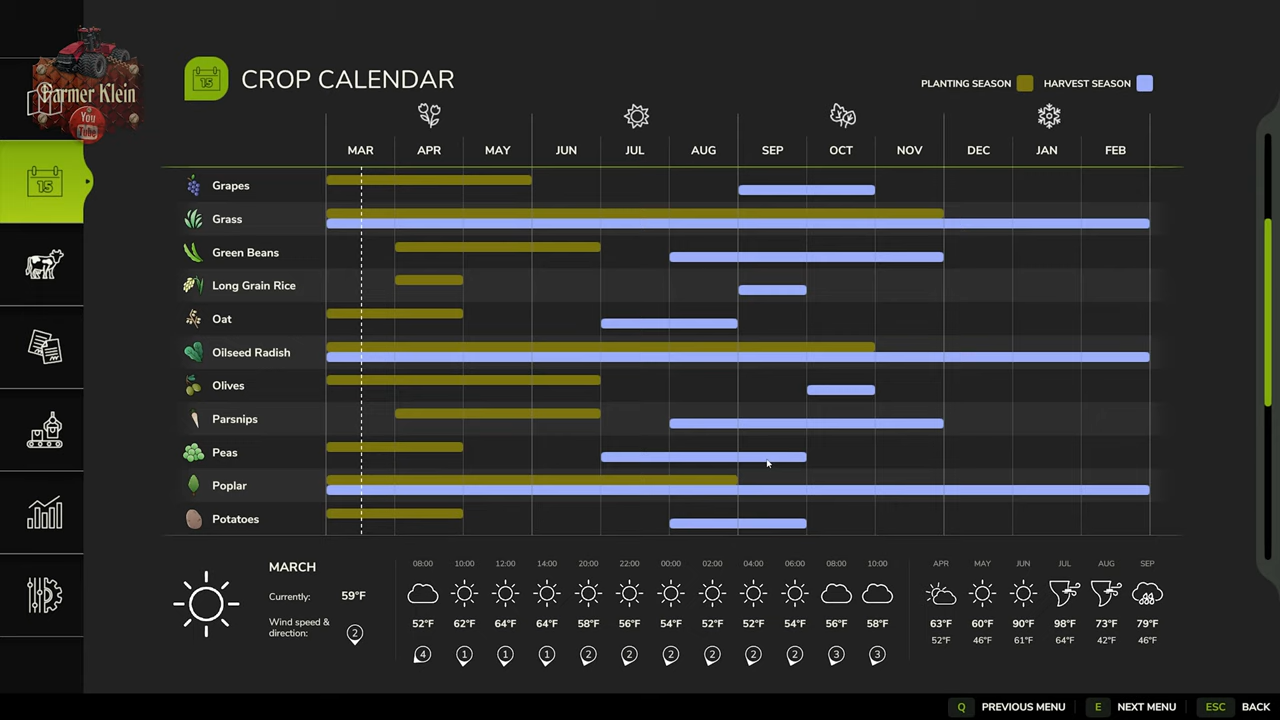 Farmer Klein
You
Tube
15
CROP CALENDAR
PLANTING SEASON
HARVEST SEASON
MAR APR MAY JUN JUL AUG SEP OCT NOV DEC JAN FEB
15
Grapes
Grass
Green Beans
Long Grain Rice
Oat
Oilseed Radish
Olives
Parsnips
Peas
Poplar
Potatoes
MARCH
Currently: 59°F
Wind speed & direction: 2
08:00 10:00 12:00 14:00 20:00 22:00 00:00 02:00 04:00 06:00 08:00 10:00
52°F 62°F 64°F 64°F 58°F 56°F 54°F 52°F 52°F 54°F 56°F 58°F
4 1 1 1 2 2 2 2 2 2 3 3
APR MAY JUN JUL AUG SEP
63°F 60°F 90°F 98°F 73°F 79°F
52°F 46°F 61°F 64°F 42°F 46°F
Q PREVIOUS MENU E NEXT MENU ESC BACK